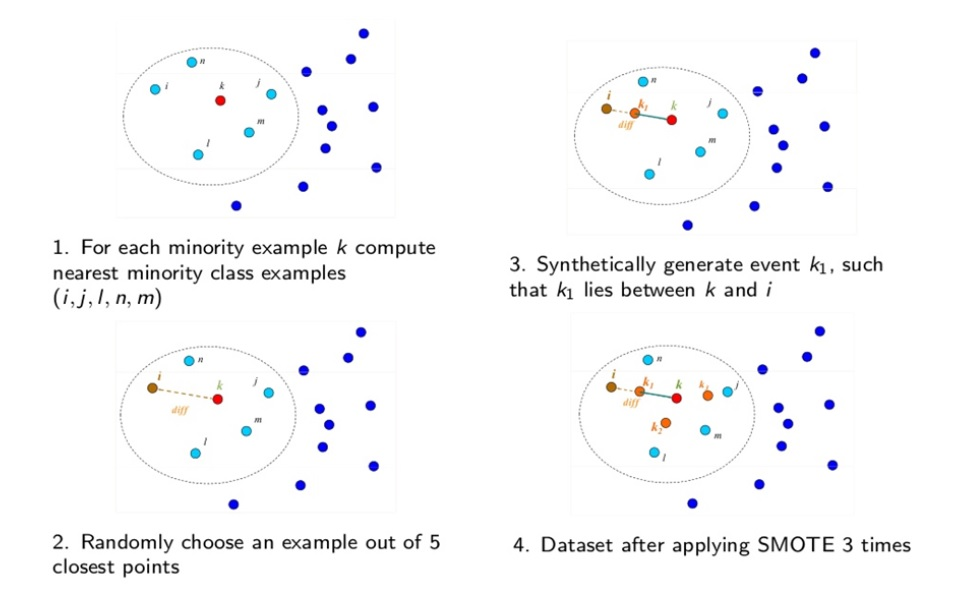 n
i
k
j
m
l
1. For each minority example k compute
nearest minority class examples
(i,j,l,n,m)
n
i
k₁
k
j
diff
m
l
3. Synthetically generate event k₁, such
that k₁ lies between k and i
n
i
k
j
diff
m
l
2. Randomly choose an example out of 5
closest points
n
i
k₁
k
j
diff
k₂
m
l
4. Dataset after applying SMOTE 3 times